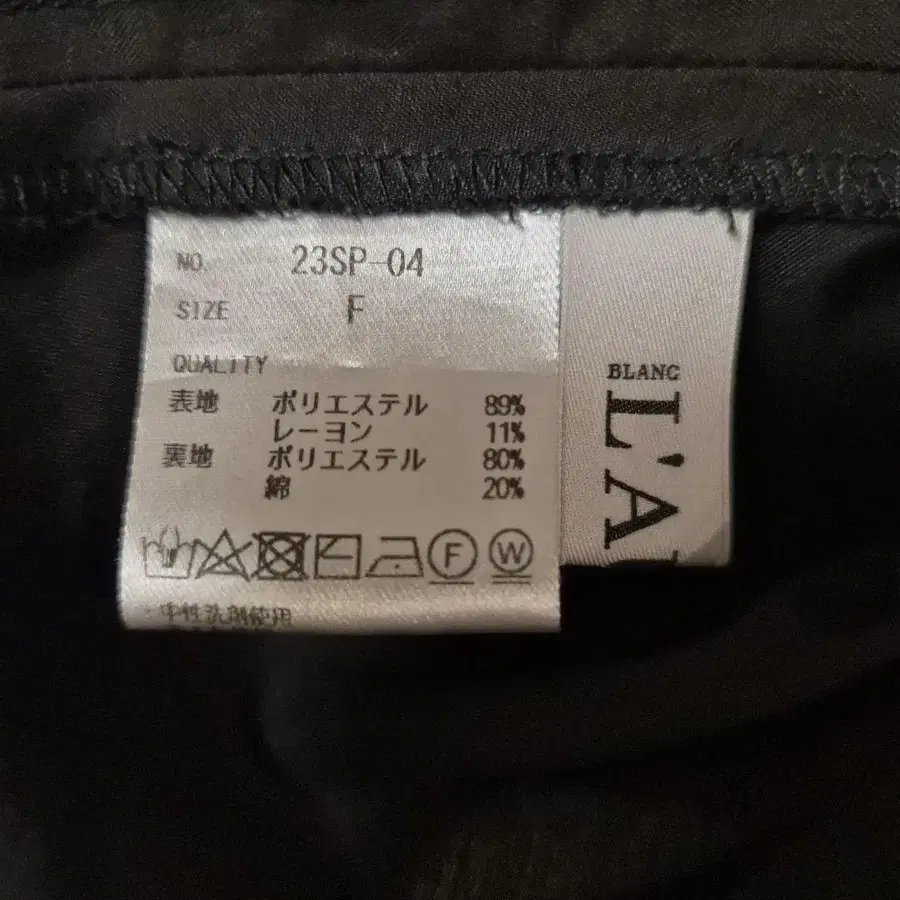 NO. 23SP-04
SIZE F
QUALITY
表地 ポリエステル 89%
レーヨン 11%
裏地 ポリエステル 80%
綿 20%
F W
中性洗剤使用
BLANC
L'A